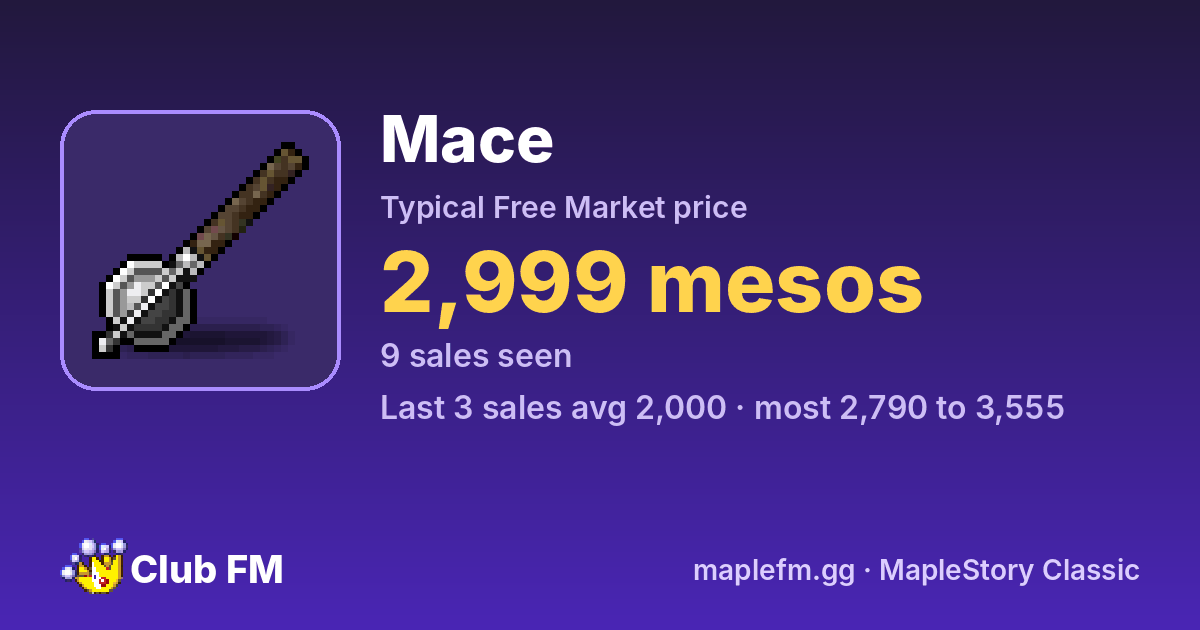 Mace
Typical Free Market price
2,999 mesos
9 sales seen
Last 3 sales avg 2,000 · most 2,790 to 3,555
Club FM
maplefm.gg · MapleStory Classic